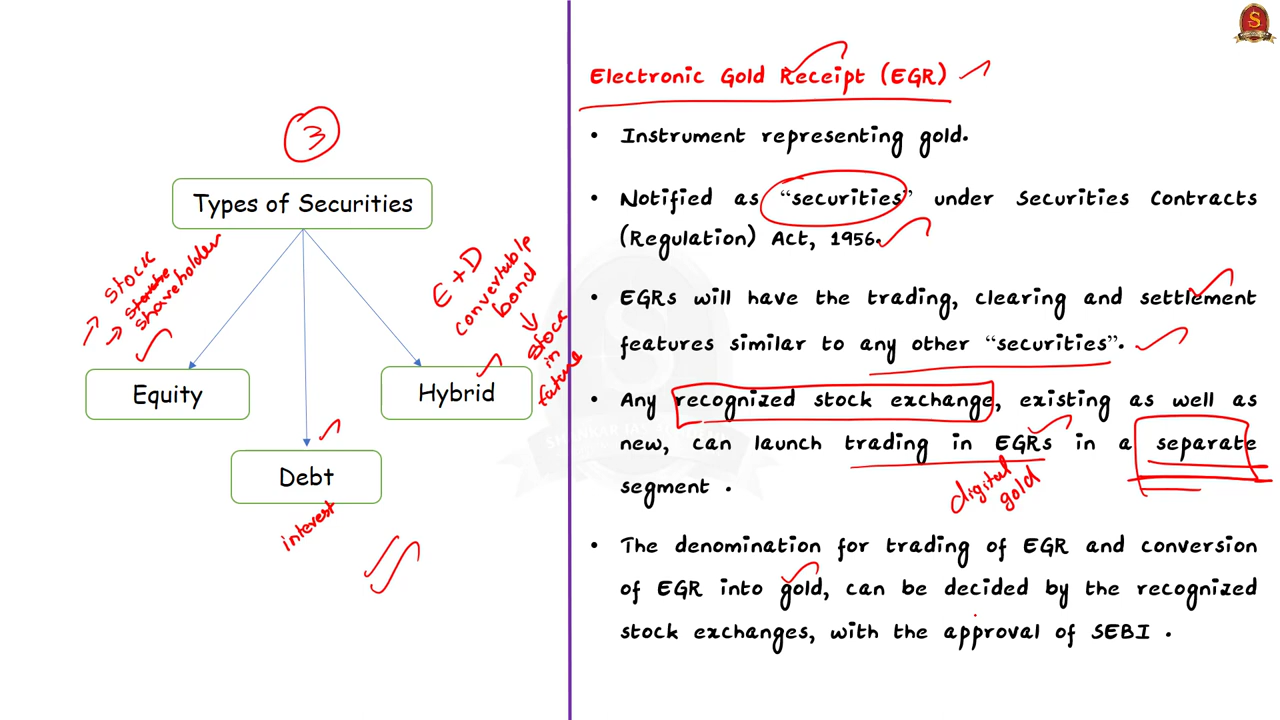 3
Types of Securities
→ stock
→ shareholder
E + D
convertable
bond
↓
stock
in
future
Equity
Hybrid
Debt
interest
Electronic Gold Receipt (EGR)
• Instrument representing gold.
• Notified as “securities” under Securities Contracts
(Regulation) Act, 1956.
• EGRs will have the trading, clearing and settlement
features similar to any other “securities”.
• Any recognized stock exchange, existing as well as
new, can launch trading in EGRs in a separate
segment .
digital
gold
• The denomination for trading of EGR and conversion
of EGR into gold, can be decided by the recognized
stock exchanges, with the approval of SEBI .